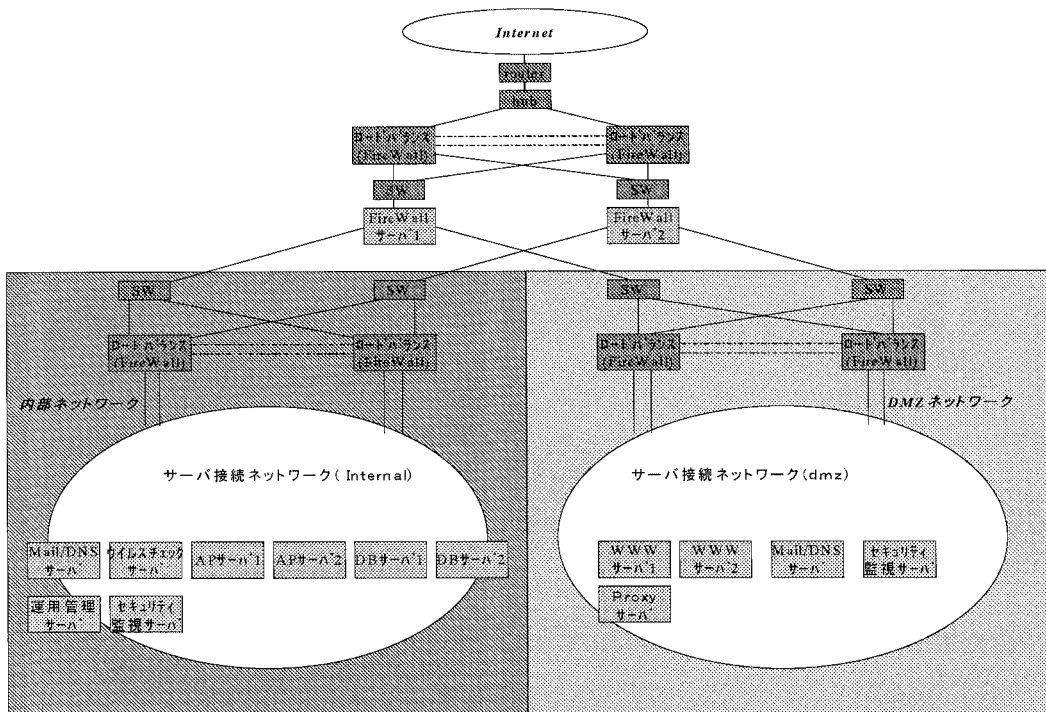 Internet
router
hub
ロードバランス
(FireWall)
ロードバランス
(FireWall)
SW
SW
FireWall
サーバ1
FireWall
サーバ2
SW
SW
SW
SW
ロードバランス
(FireWall)
ロードバランス
(FireWall)
ロードバランス
(FireWall)
ロードバランス
(FireWall)
内部ネットワーク
DMZネットワーク
サーバ接続ネットワーク( Internal)
サーバ接続ネットワーク(dmz)
Mail/DNS
サーバ
ウイルスチェック
サーバ
APサーバ1
APサーバ2
DBサーバ1
DBサーバ2
WWW
サーバ1
WWW
サーバ2
Mail/DNS
サーバ
セキュリティ
監視サーバ
運用管理
サーバ
セキュリティ
監視サーバ
Proxy
サーバ